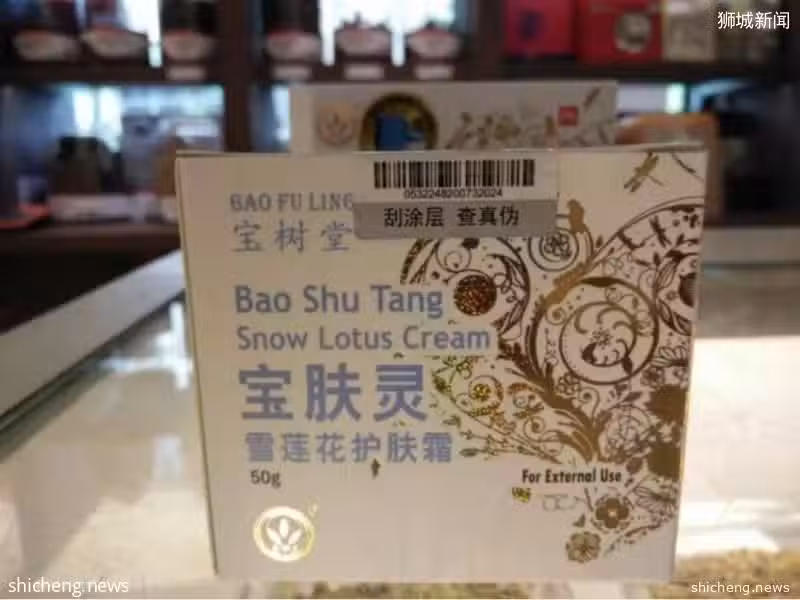 狮城新闻
0532248200732024
刮涂层 查真伪
BAO FU LING
宝树堂
Bao Shu Tang
Snow Lotus Cream
宝肤灵
雪莲花护肤霜
50g
For External Use
shicheng.news
shicheng.news